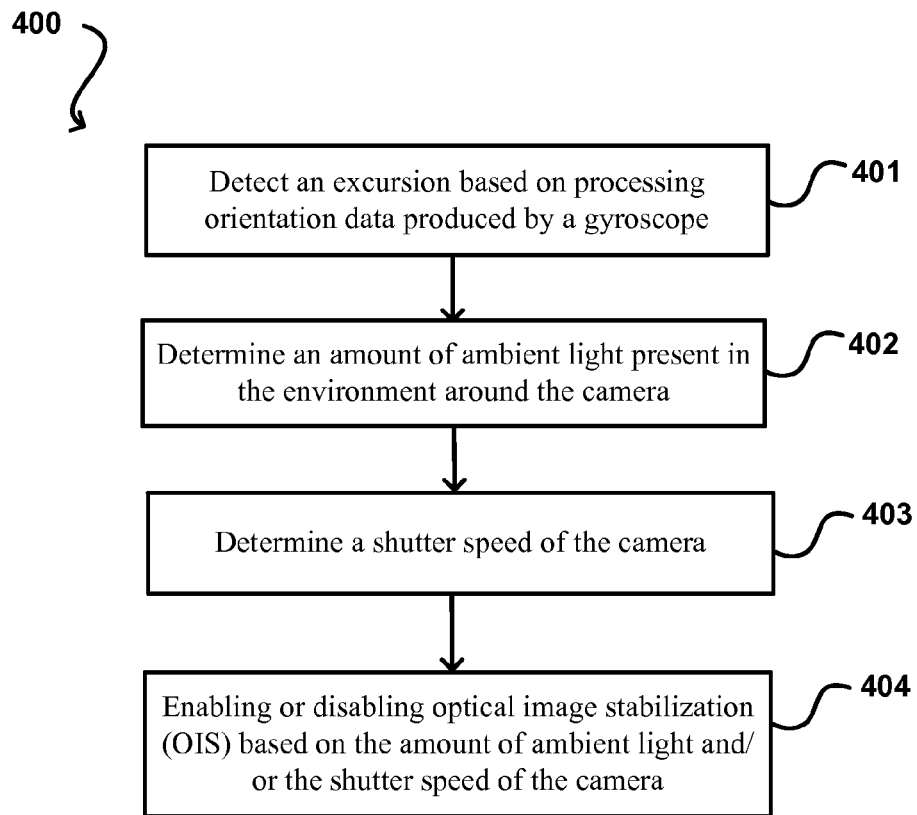 400
Detect an excursion based on processing
orientation data produced by a gyroscope
401
Determine an amount of ambient light present in
the environment around the camera
402
Determine a shutter speed of the camera
403
Enabling or disabling optical image stabilization
(OIS) based on the amount of ambient light and/
or the shutter speed of the camera
404